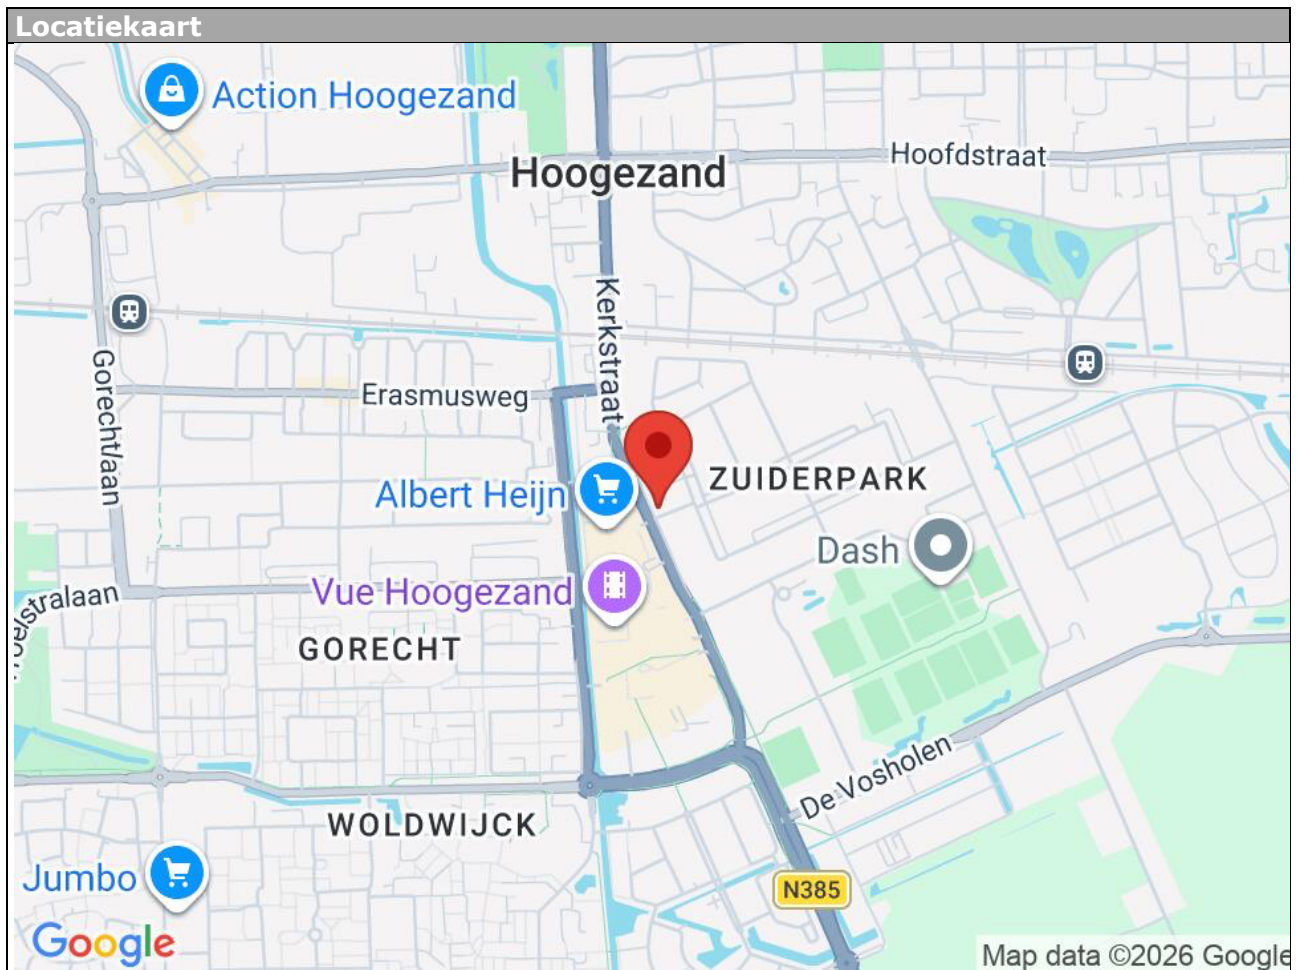 Locatiekaart
Action Hoogezand
Hoofdstraat
Hoogezand
Kerkstraat
Gorechtlaan
Erasmusweg
ZUIDERPARK
Albert Heijn
Dash
Vue Hoogezand
GORECHT
De Vosholen
WOLDWIJCK
Jumbo
N385
Google
Map data ©2026 Google